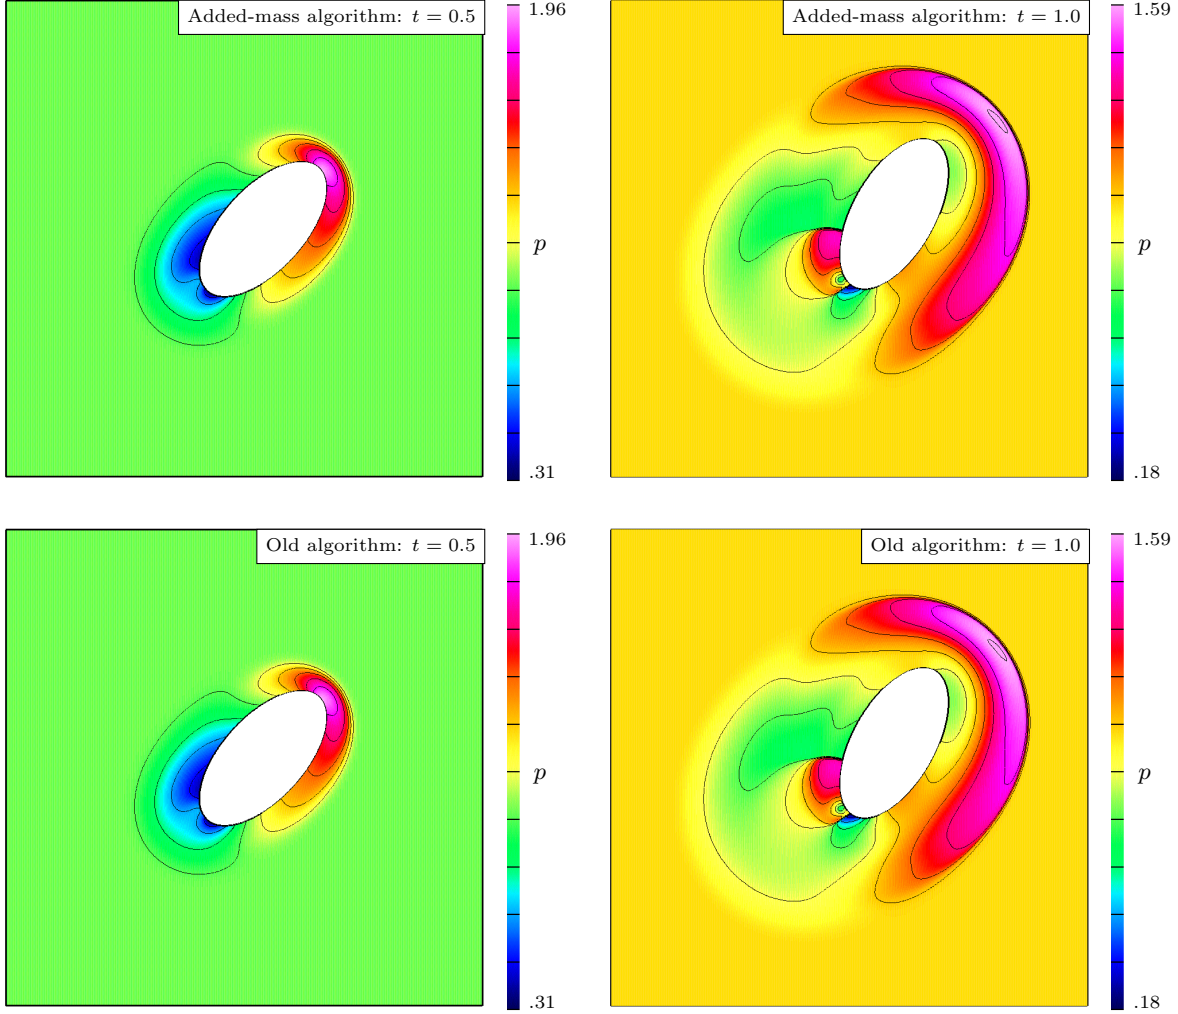 Added-mass algorithm: t = 0.5
1.96
p
.31
Added-mass algorithm: t = 1.0
1.59
p
.18
Old algorithm: t = 0.5
1.96
p
.31
Old algorithm: t = 1.0
1.59
p
.18